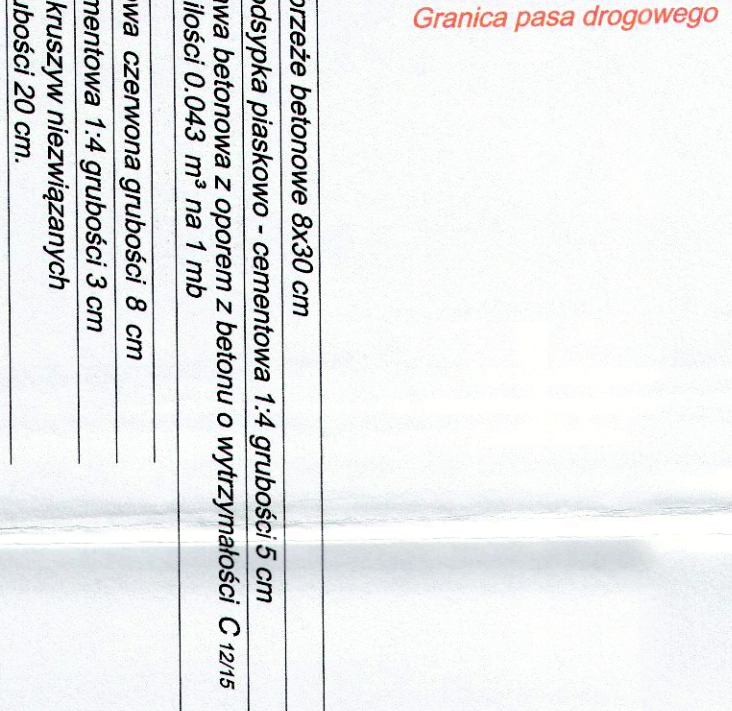 Granica pasa drogowego
brzeże betonowe 8x30 cm
odsypka piaskowo - cementowa 1:4 grubości 5 cm
wa betonowa z oporem z betonu o wytrzymałości C 12/15
ilości 0.043 m³ na 1 mb
owa czerwona grubości 8 cm
mentowa 1:4 grubości 3 cm
kruszyw niezwiązanych
ubości 20 cm.